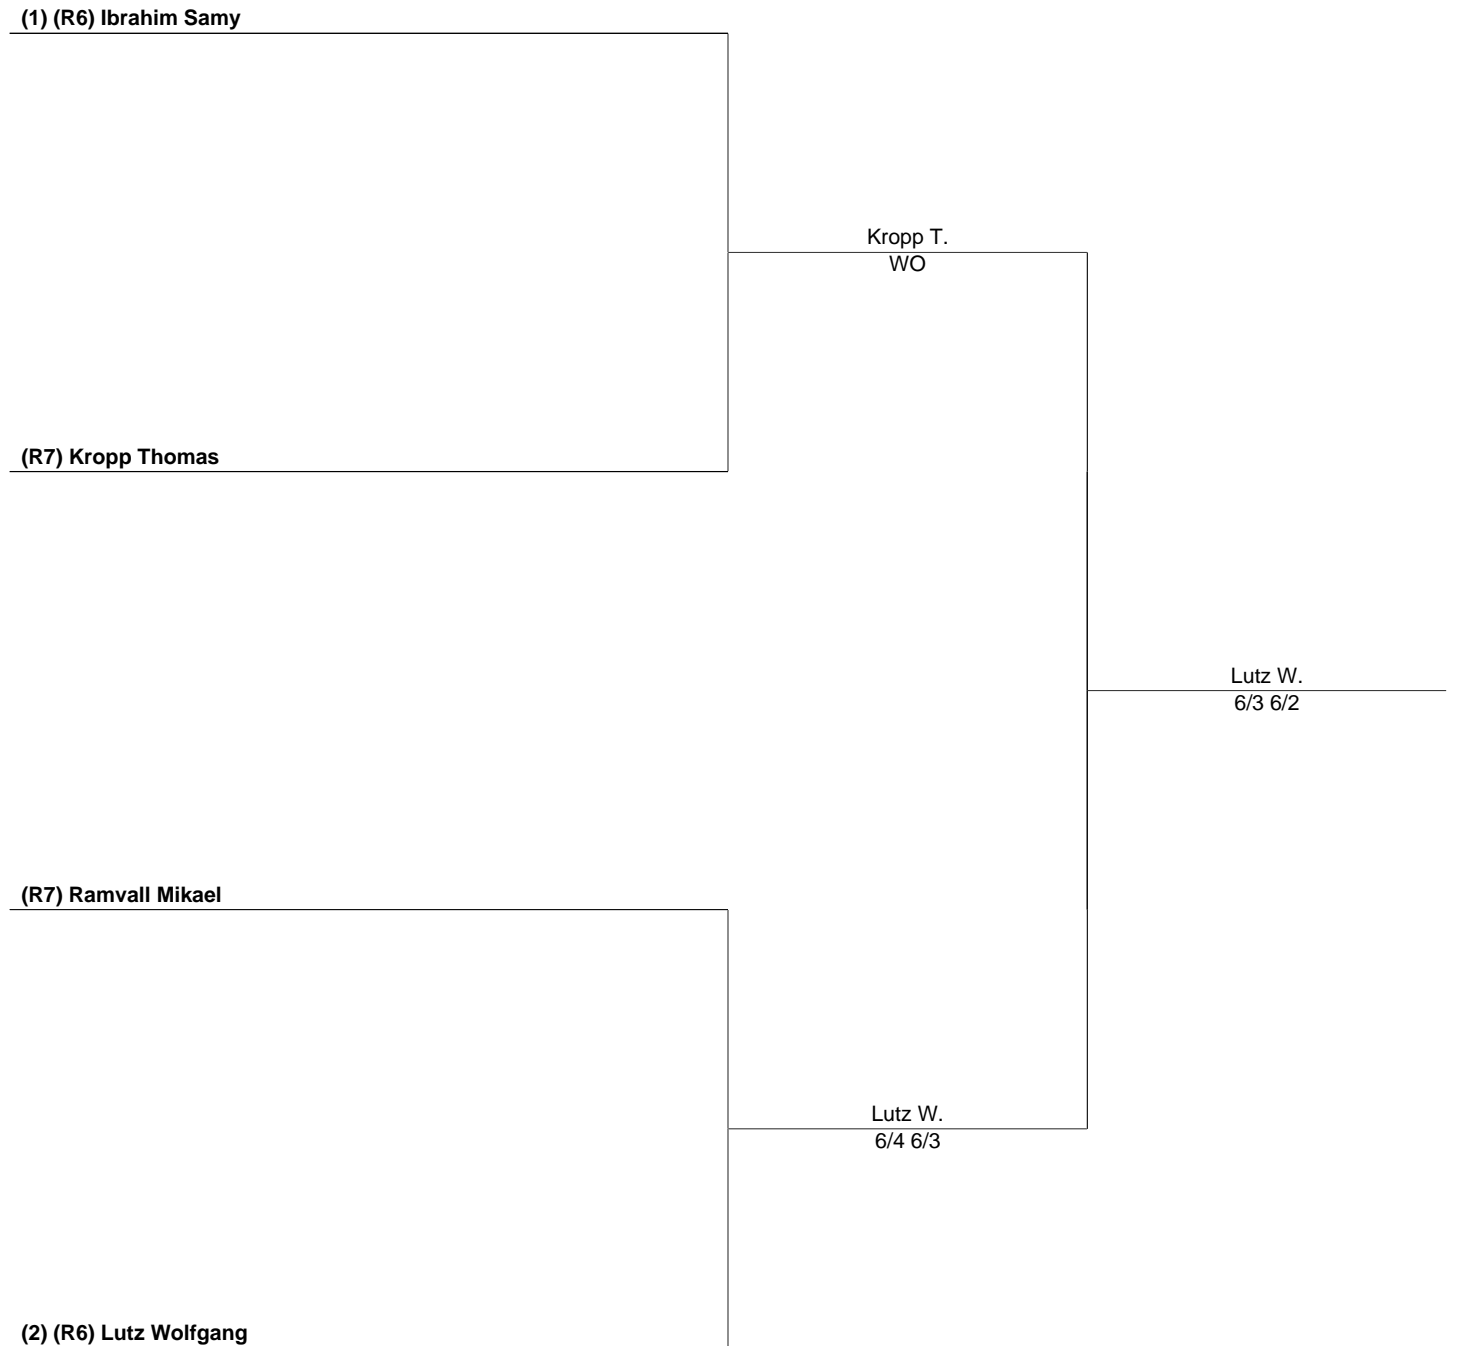 (1) (R6) Ibrahim Samy
Kropp T.
WO
(R7) Kropp Thomas
Lutz W.
6/3 6/2
(R7) Ramvall Mikael
Lutz W.
6/4 6/3
(2) (R6) Lutz Wolfgang